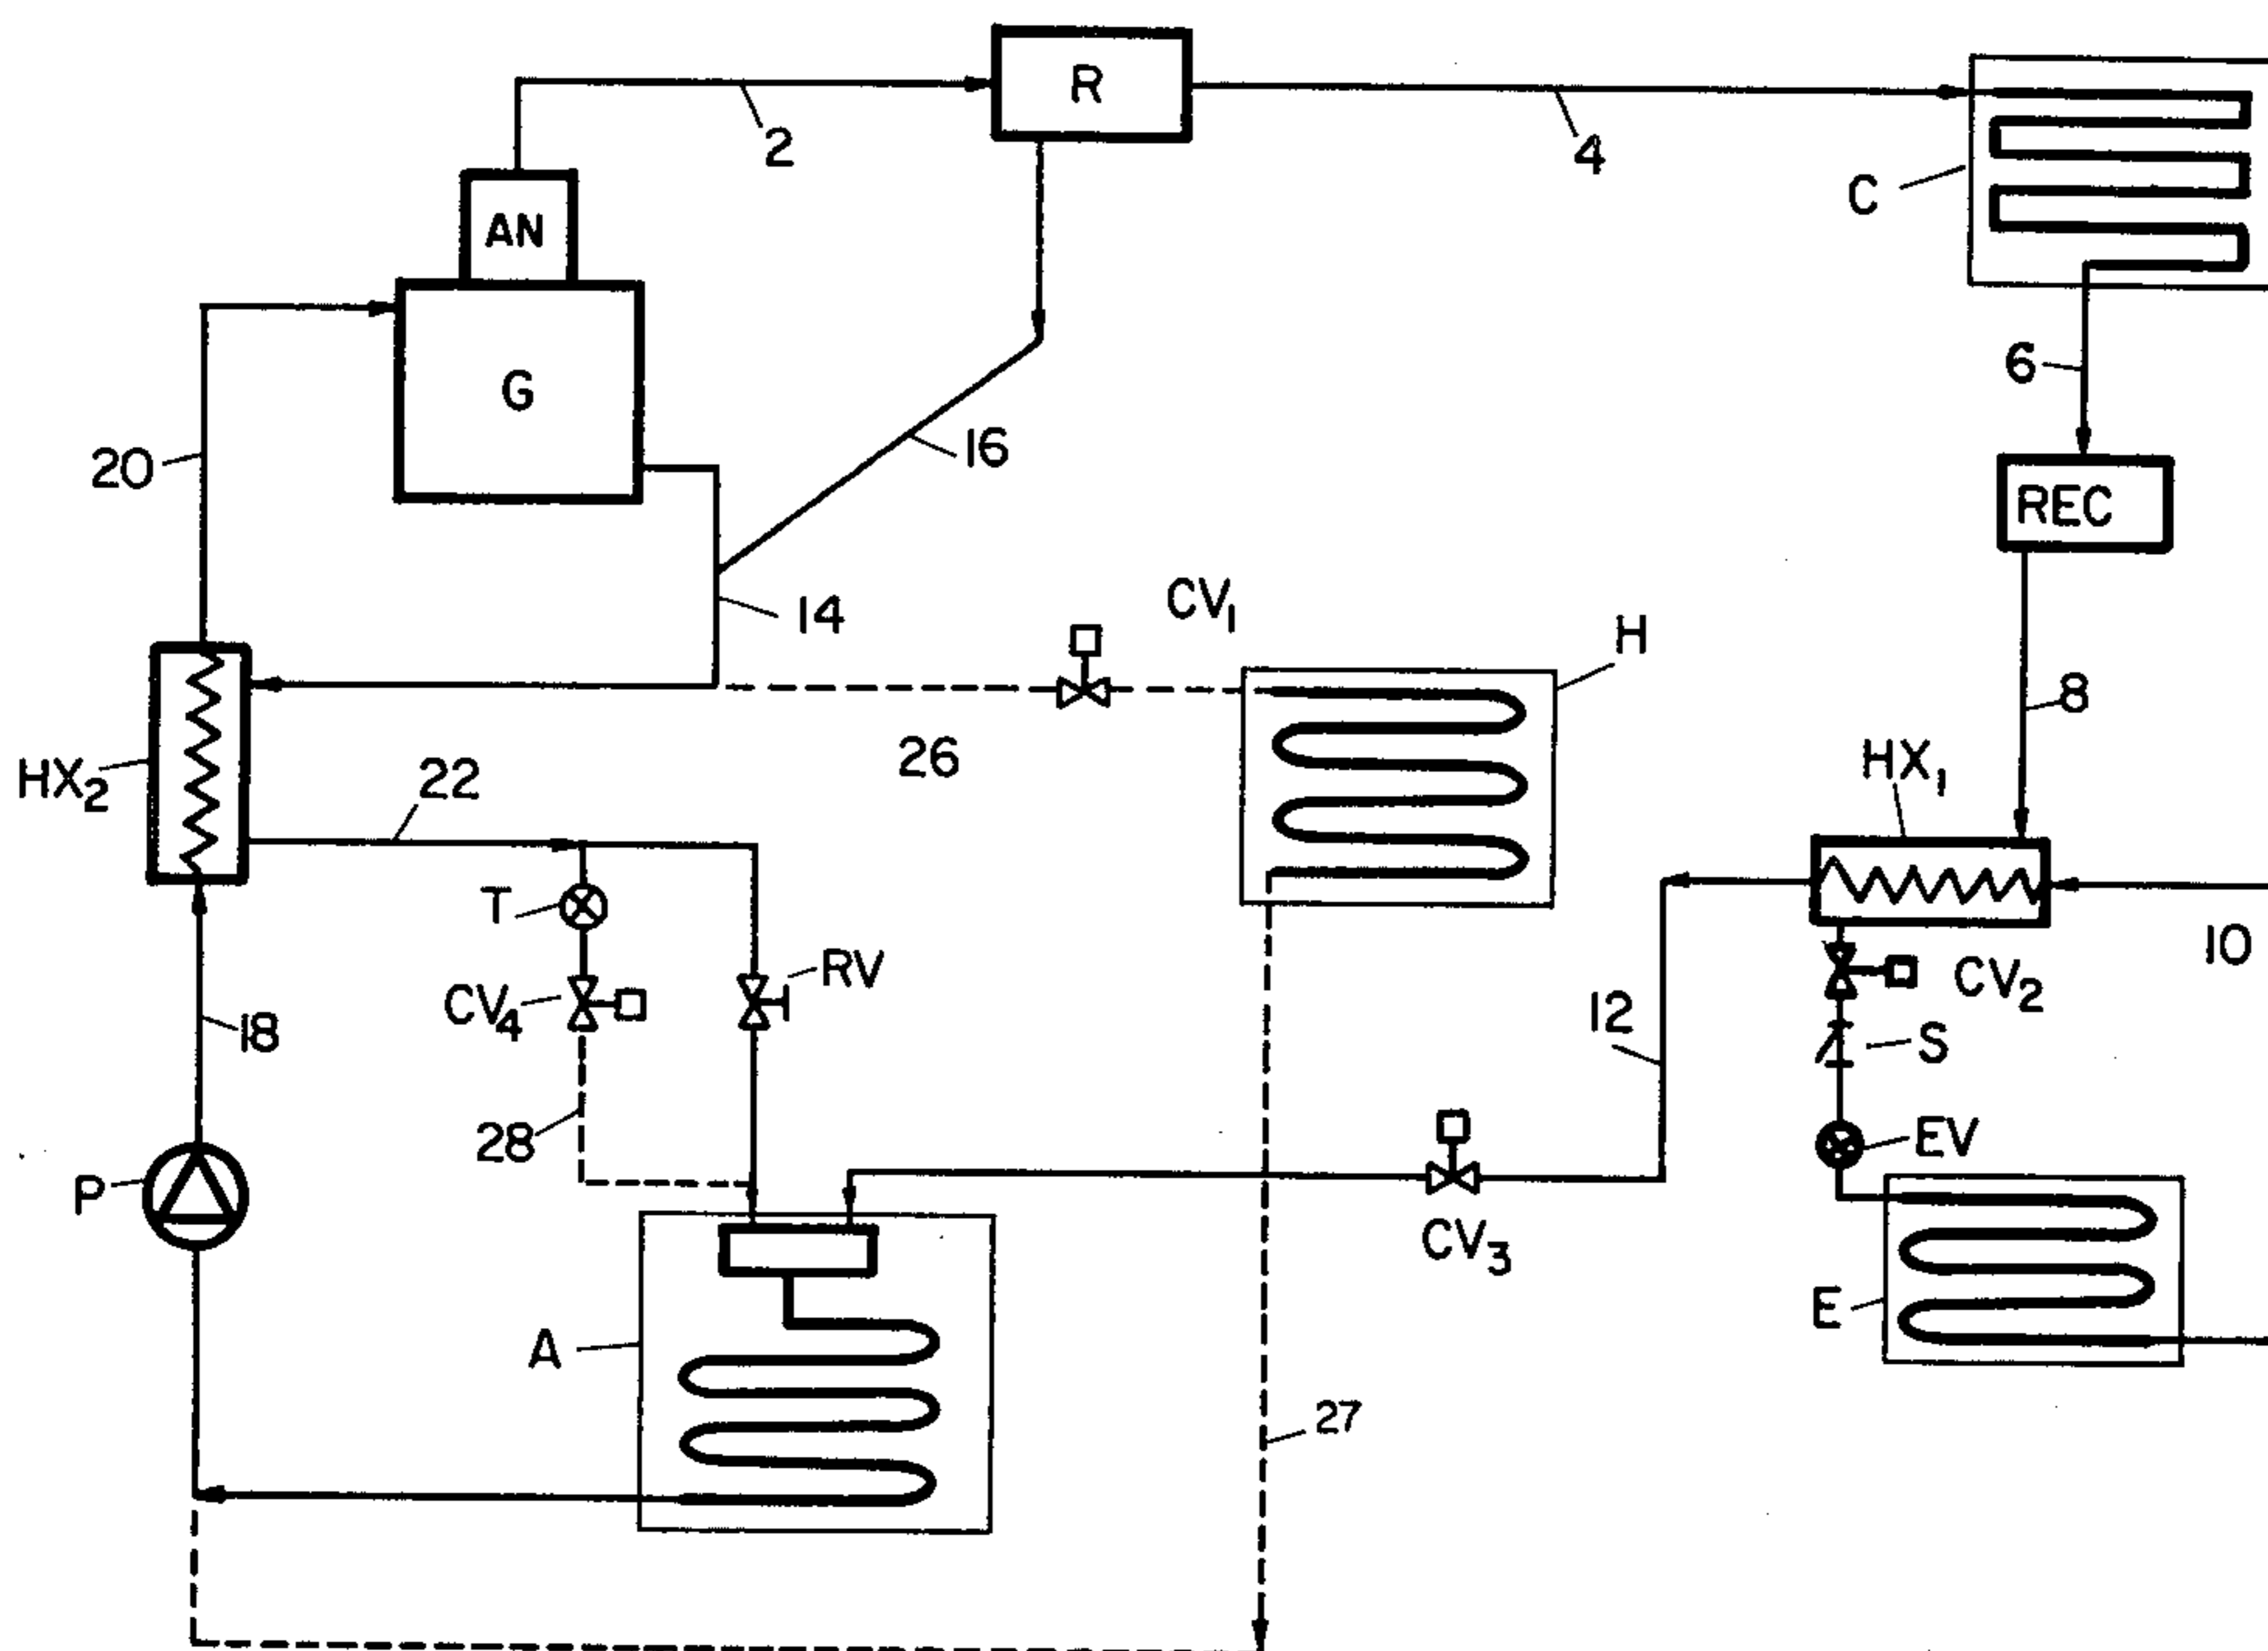 R
2
4
AN
C
G
6
16
20
REC
14
CV₁
H
8
26
HX₂
22
HX₁
T
RV
10
CV₄
CV₂
12
18
S
28
EV
P
CV₃
E
A
27